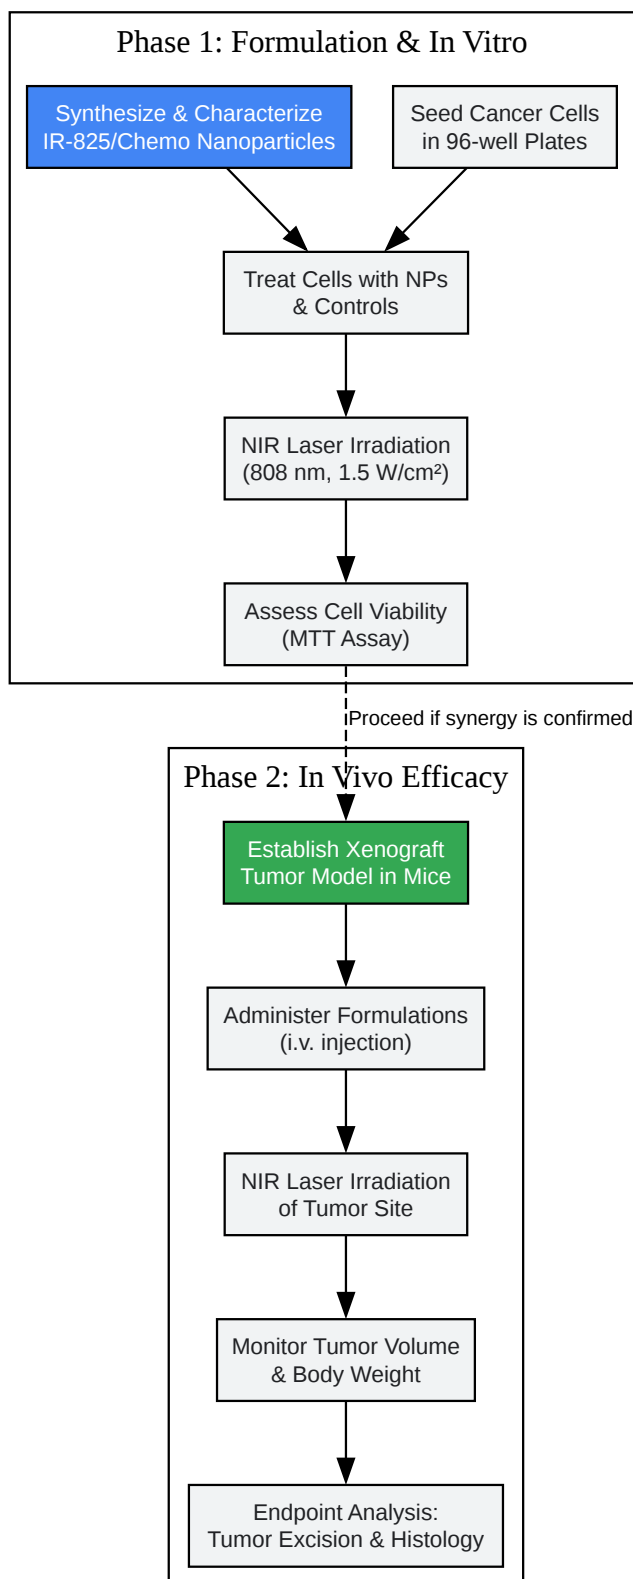 Phase 1: Formulation & In Vitro
Synthesize & Characterize
IR-825/Chemo Nanoparticles
Seed Cancer Cells
in 96-well Plates
Treat Cells with NPs
& Controls
NIR Laser Irradiation
(808 nm, 1.5 W/cm²)
Assess Cell Viability
(MTT Assay)
Proceed if synergy is confirmed
Phase 2: In Vivo Efficacy
Establish Xenograft
Tumor Model in Mice
Administer Formulations
(i.v. injection)
NIR Laser Irradiation
of Tumor Site
Monitor Tumor Volume
& Body Weight
Endpoint Analysis:
Tumor Excision & Histology